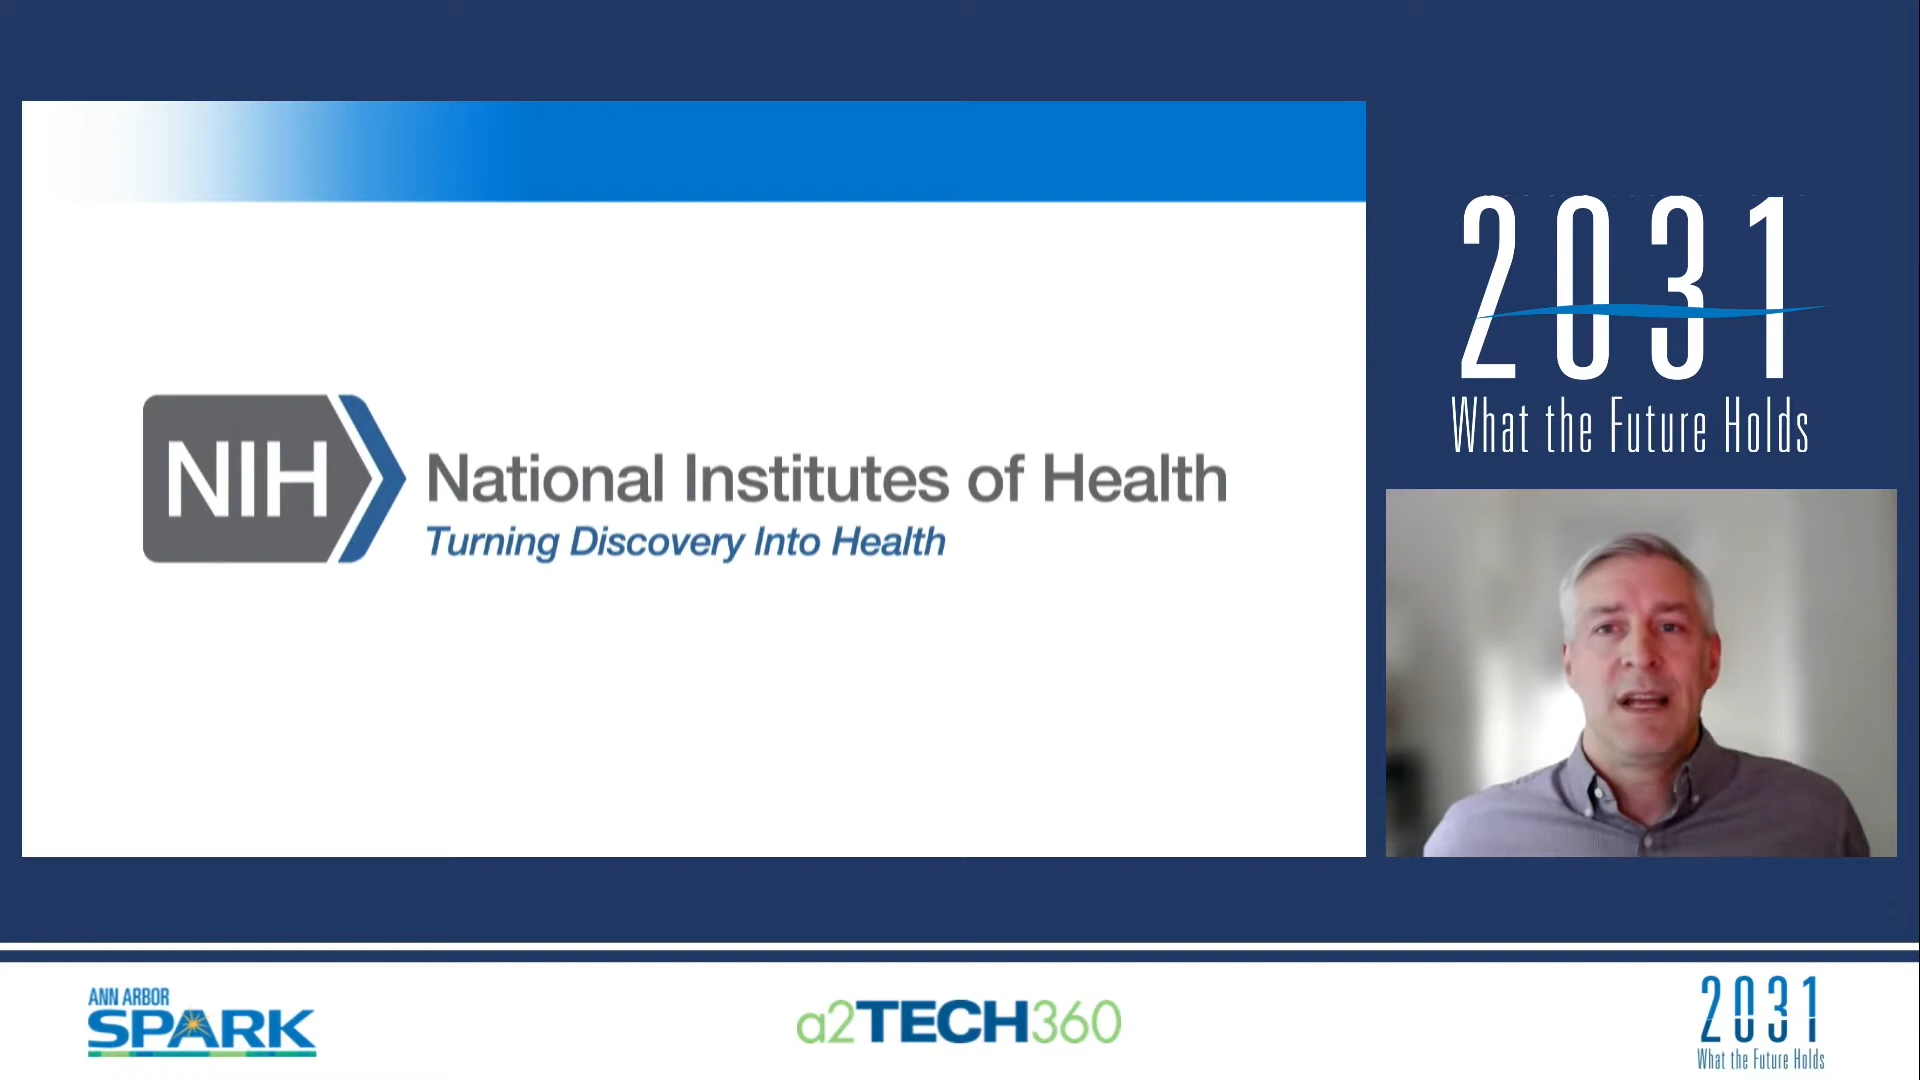 2031
What the Future Holds
NIH
National Institutes of Health
Turning Discovery Into Health
ANN ARBOR
SPARK
a2TECH360
2031
What the Future Holds